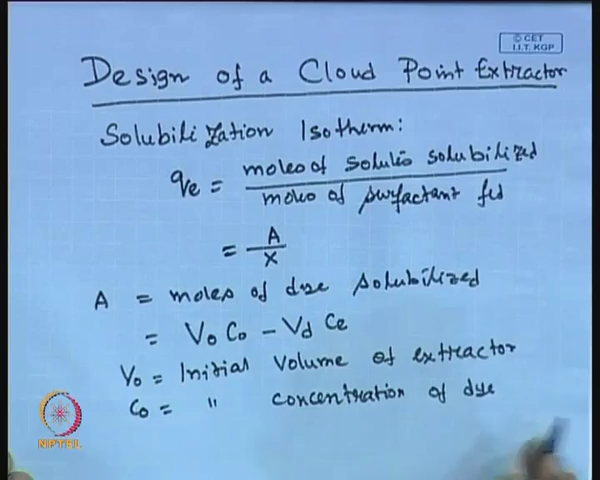 © CET
I.I.T. KGP
Design of a Cloud Point Extractor
Solubilization Isotherm:
qe = moles of solute solubilized / moles of surfactant fed
= A / X
A = moles of dye solubilized
= V0 C0 - Vd Ce
V0 = Initial Volume of extractor
C0 = " concentration of dye
NPTEL